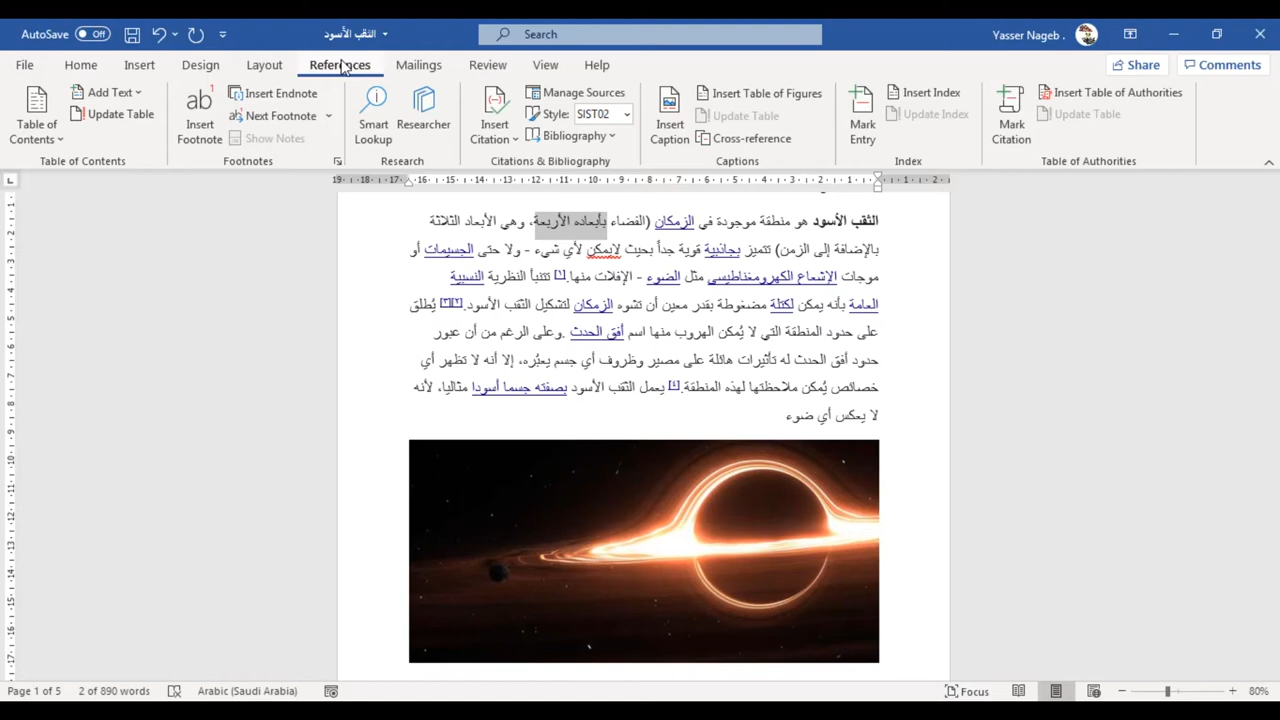 AutoSave Off الثقب الأسود Search Yasser Nageb
File Home Insert Design Layout References Mailings Review View Help Share Comments
Table of Contents
Add Text
Update Table
Table of Contents
ab Insert Footnote
Insert Endnote
Next Footnote
Show Notes
Footnotes
Smart Lookup
Researcher
Research
Insert Citation
Manage Sources
Style: SIST02
Bibliography
Citations & Bibliography
Insert Caption
Insert Table of Figures
Update Table
Cross-reference
Captions
Mark Entry
Insert Index
Update Index
Index
Mark Citation
Insert Table of Authorities
Update Table
Table of Authorities
الثقب الأسود هو منطقة موجودة في الزمكان (الفضاء بأبعاده الأربعة، وهي الأبعاد الثلاثة
بالإضافة إلى الزمن) تتميز بجاذبية قوية جداً بحيث لايمكن لأي شيء - ولا حتى الجسيمات أو
موجات الإشعاع الكهرومغناطيسي مثل الضوء - الإفلات منها.[١] تتنبأ النظرية النسبية
العامة بأنه يمكن لكتلة مضغوطة بقدر معين أن تشوه الزمكان لتشكيل الثقب الأسود.[٢][٣] يُطلق
على حدود المنطقة التي لا يُمكن الهروب منها اسم أفق الحدث .وعلى الرغم من أن عبور
حدود أفق الحدث له تأثيرات هائلة على مصير وظروف أي جسم يعبُره، إلا أنه لا تظهر أي
خصائص يُمكن ملاحظتها لهذه المنطقة.[٤] يعمل الثقب الأسود بصفته جسما أسودا مثاليا، لأنه
لا يعكس أي ضوء
Page 1 of 5 2 of 890 words Arabic (Saudi Arabia) Focus 80%